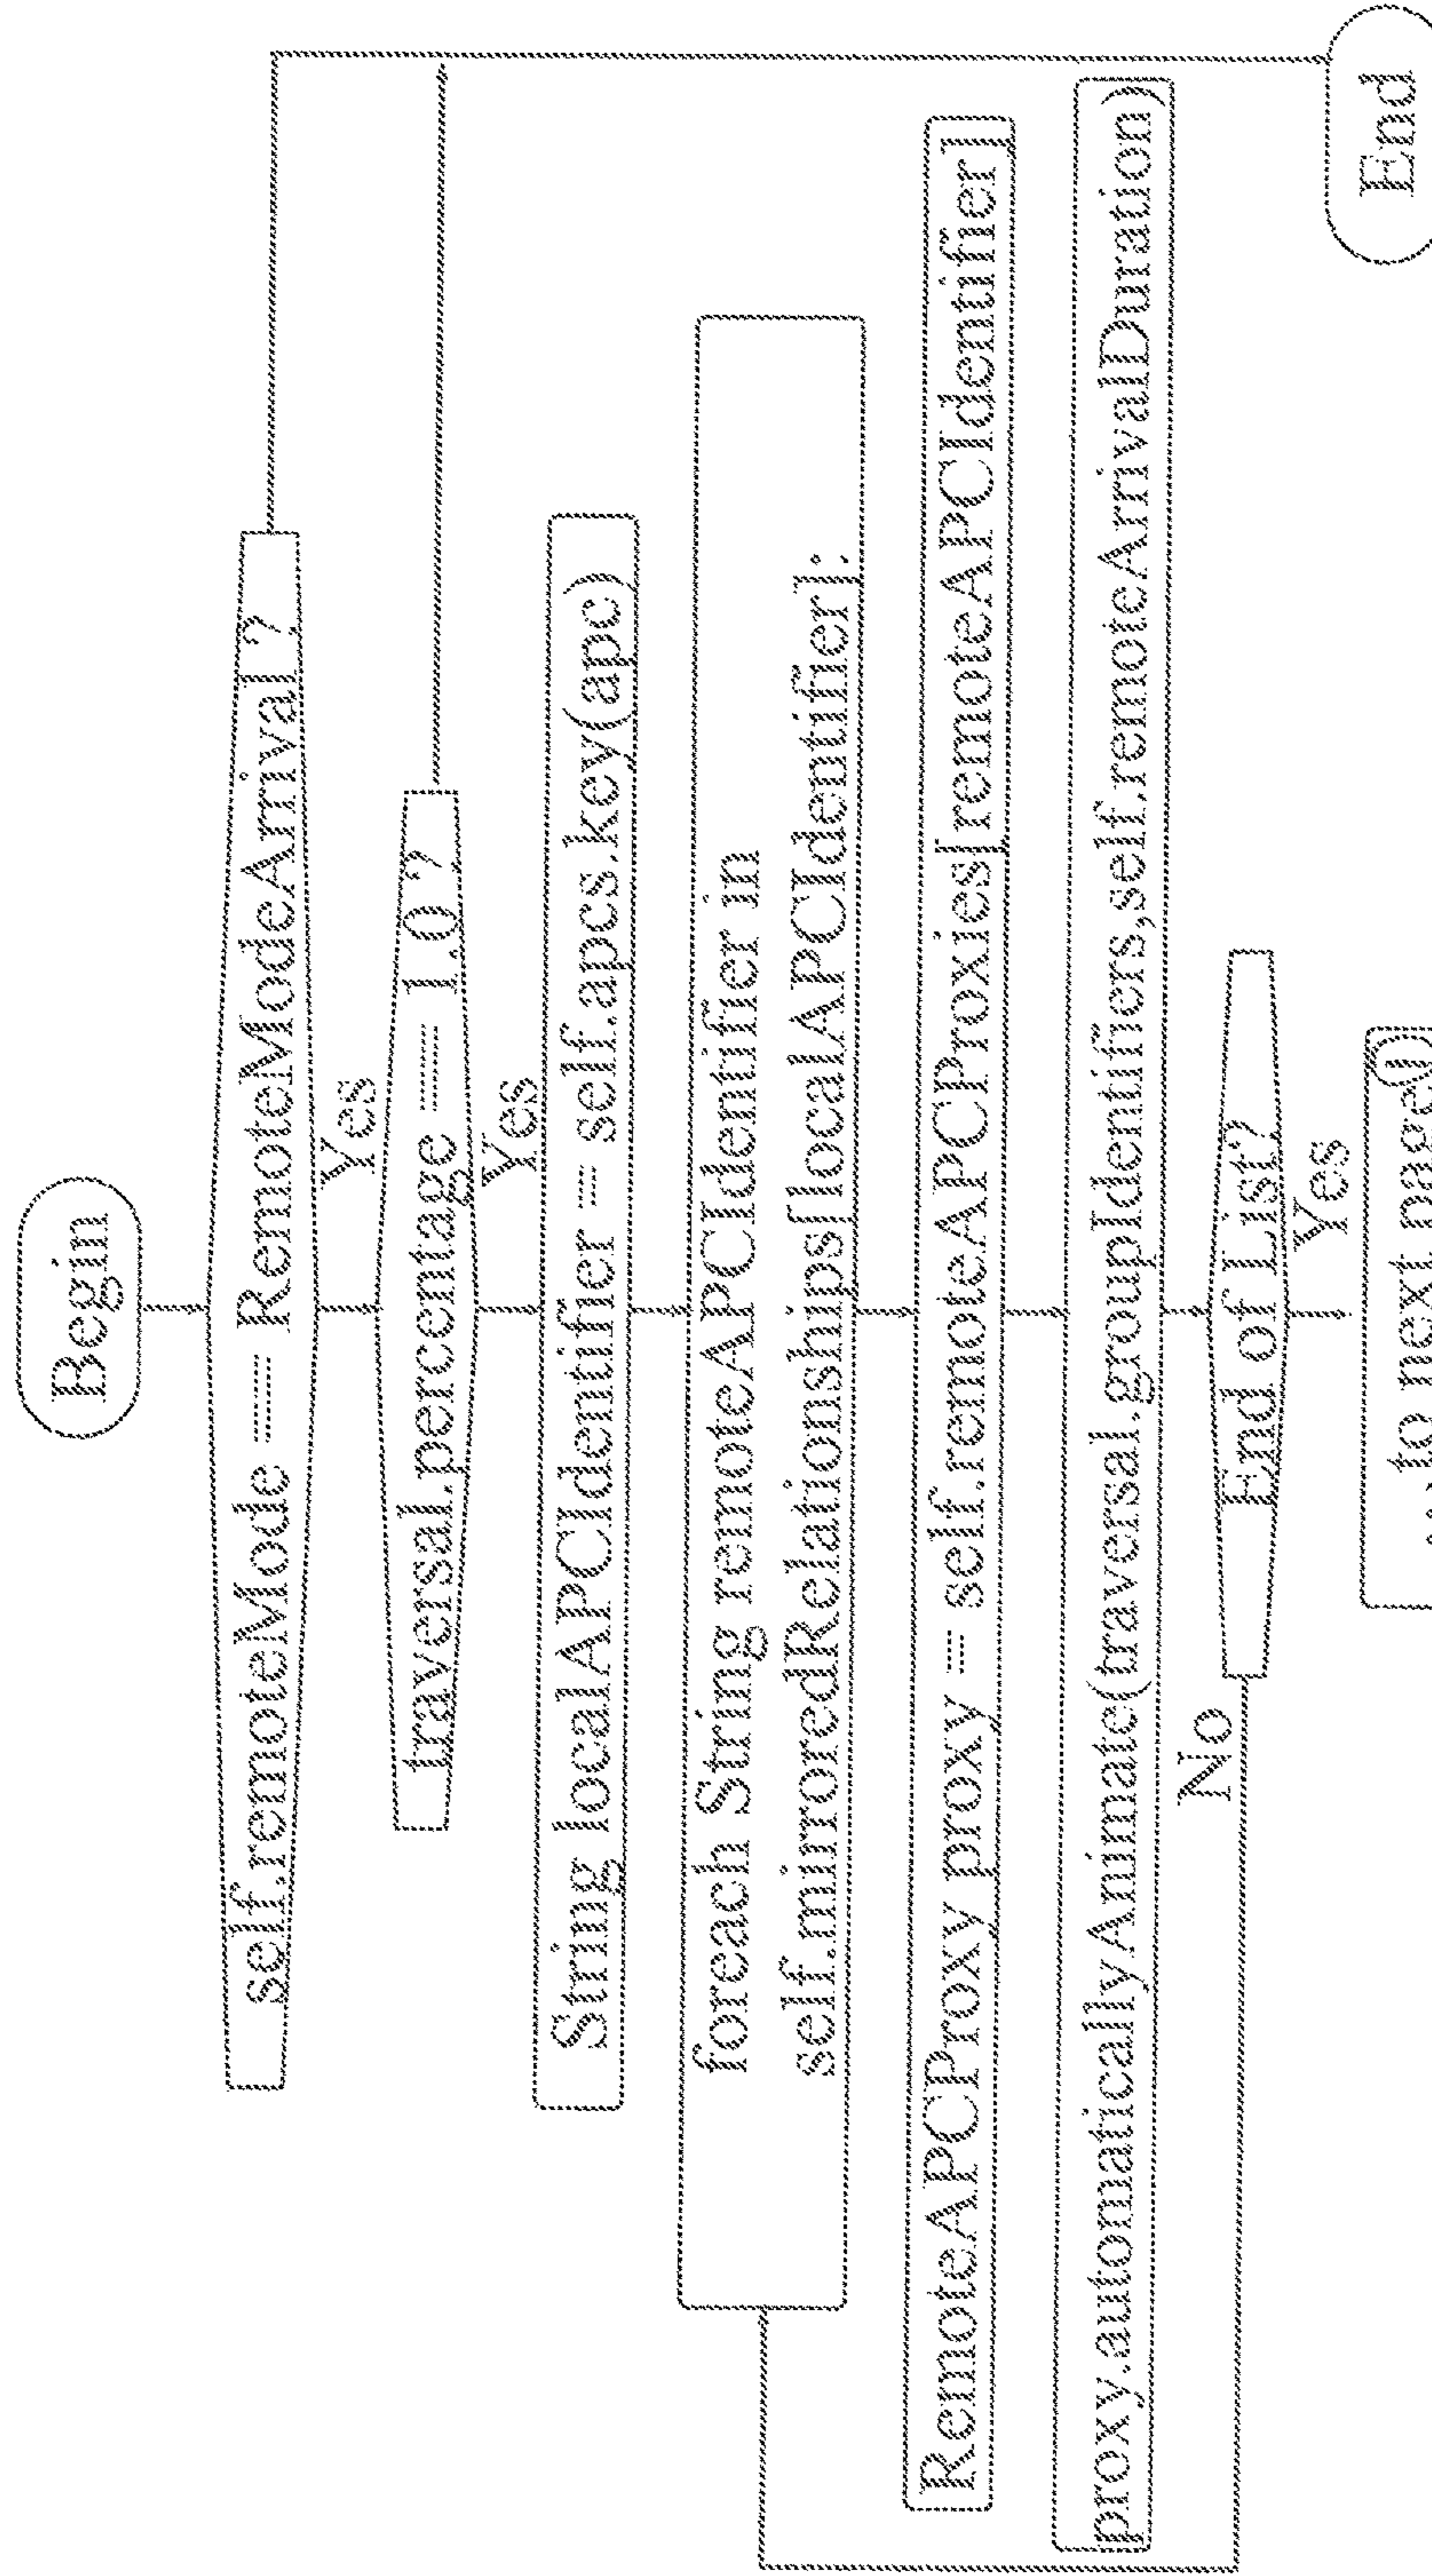 Begin
self.remoteMode == RemoteModeArrival ?
Yes
traversal.percentage == 1.0 ?
Yes
String localAPCIdentifier = self.apcs.key(apc)
foreach String remoteAPCIdentifier in
self.mirroredRelationships[localAPCIdentifier]:
RemoteAPCProxy proxy = self.remoteAPCProxies[remoteAPCIdentifier]
proxy.automaticallyAnimate(traversal.groupIdentifiers,self.remoteArrivalDuration)
No
End of List?
Yes
to next page
End